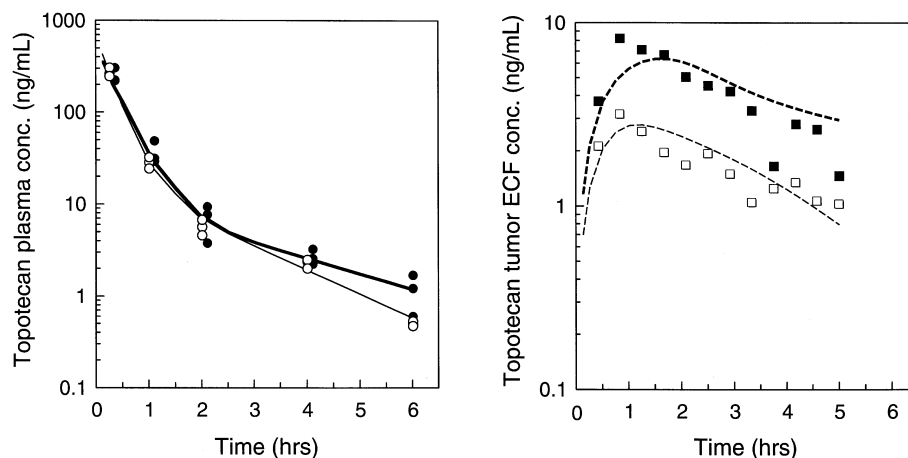 Topotecan plasma conc. (ng/mL)
1000
100
10
1
0.1
0 1 2 3 4 5 6
Time (hrs)
Topotecan tumor ECF conc. (ng/mL)
10
1
0.1
0 1 2 3 4 5 6
Time (hrs)